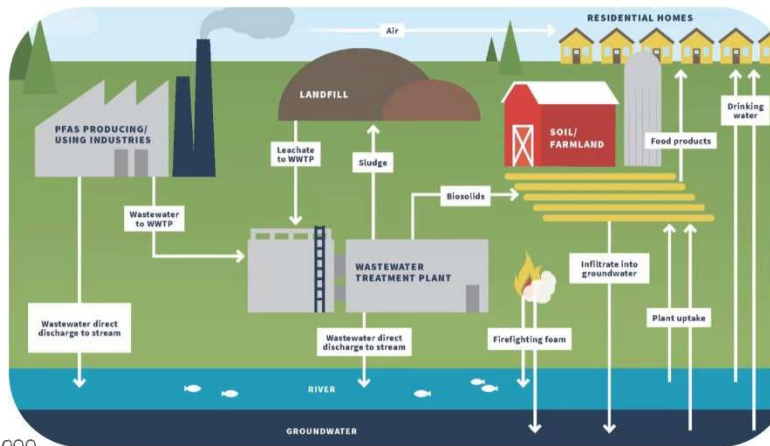 RESIDENTIAL HOMES
Air
LANDFILL
PFAS PRODUCING/
USING INDUSTRIES
SOIL/
FARMLAND
Drinking
water
Food products
Leachate
to WWTP
Sludge
Biosolids
Wastewater
to WWTP
WASTEWATER
TREATMENT PLANT
Infiltrate into
groundwater
Plant uptake
Wastewater direct
discharge to stream
Wastewater direct
discharge to stream
Firefighting foam
RIVER
GROUNDWATER